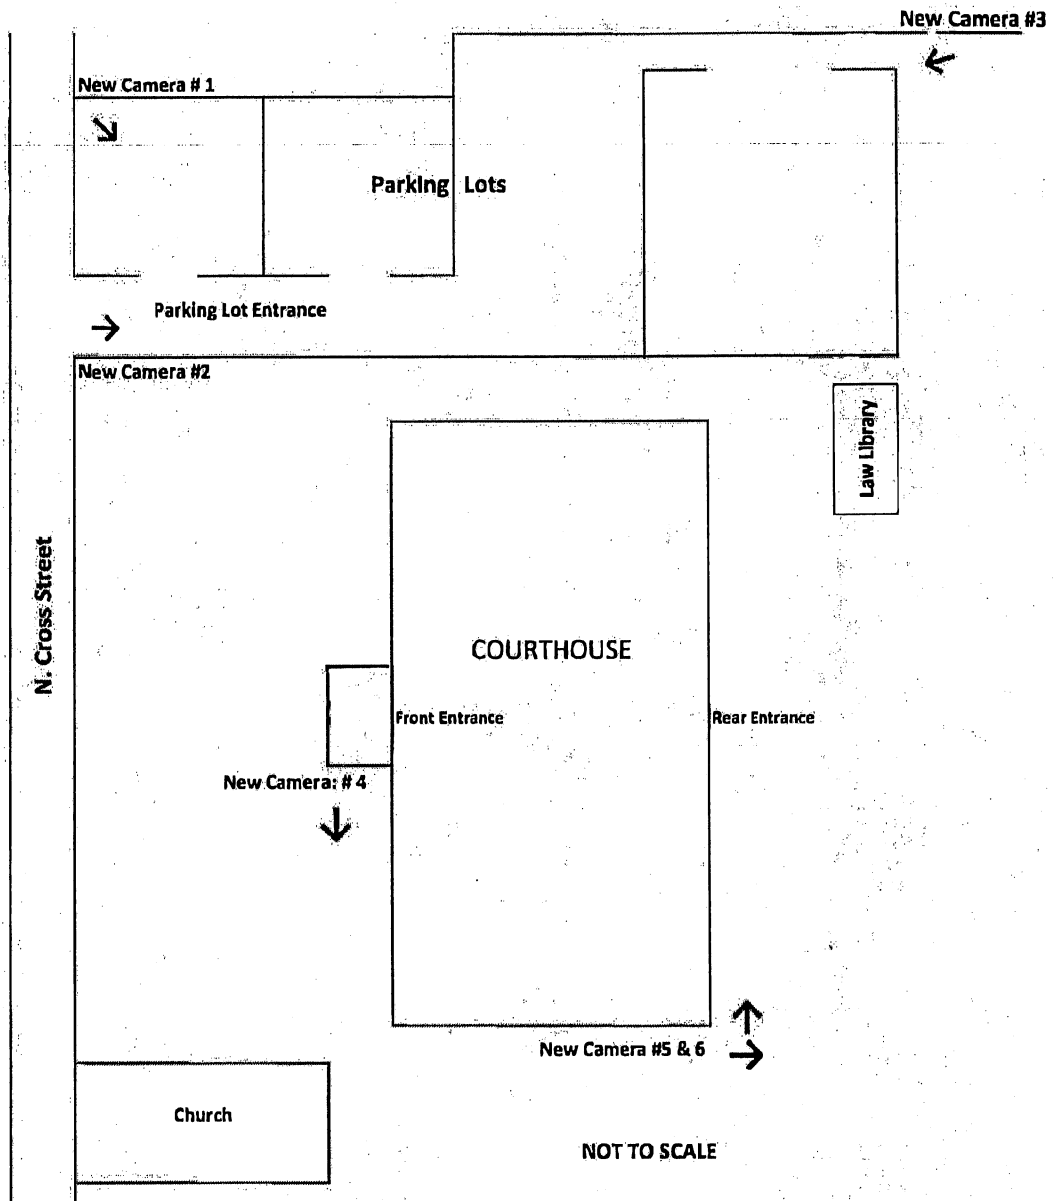 New Camera #3
New Camera # 1
Parking Lots
Parking Lot Entrance
New Camera #2
Law Library
N. Cross Street
COURTHOUSE
Front Entrance
Rear Entrance
New Camera: # 4
New Camera #5 & 6
Church
NOT TO SCALE